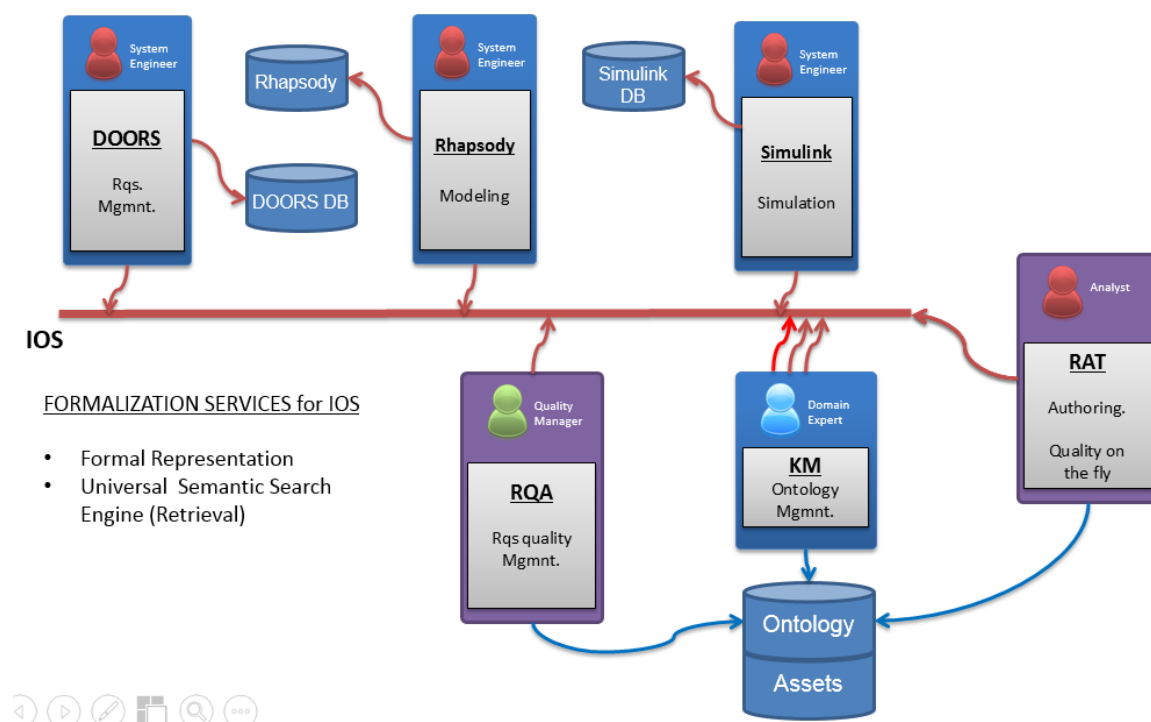 System
Engineer
DOORS
Rqs.
Mgmnt.
Rhapsody
DOORS DB
System
Engineer
Rhapsody
Modeling
Simulink
DB
System
Engineer
Simulink
Simulation
IOS
FORMALIZATION SERVICES for IOS
• Formal Representation
• Universal Semantic Search
Engine (Retrieval)
Quality
Manager
RQA
Rqs quality
Mgmnt.
Domain
Expert
KM
Ontology
Mgmnt.
Analyst
RAT
Authoring.
Quality on
the fly
Ontology
Assets